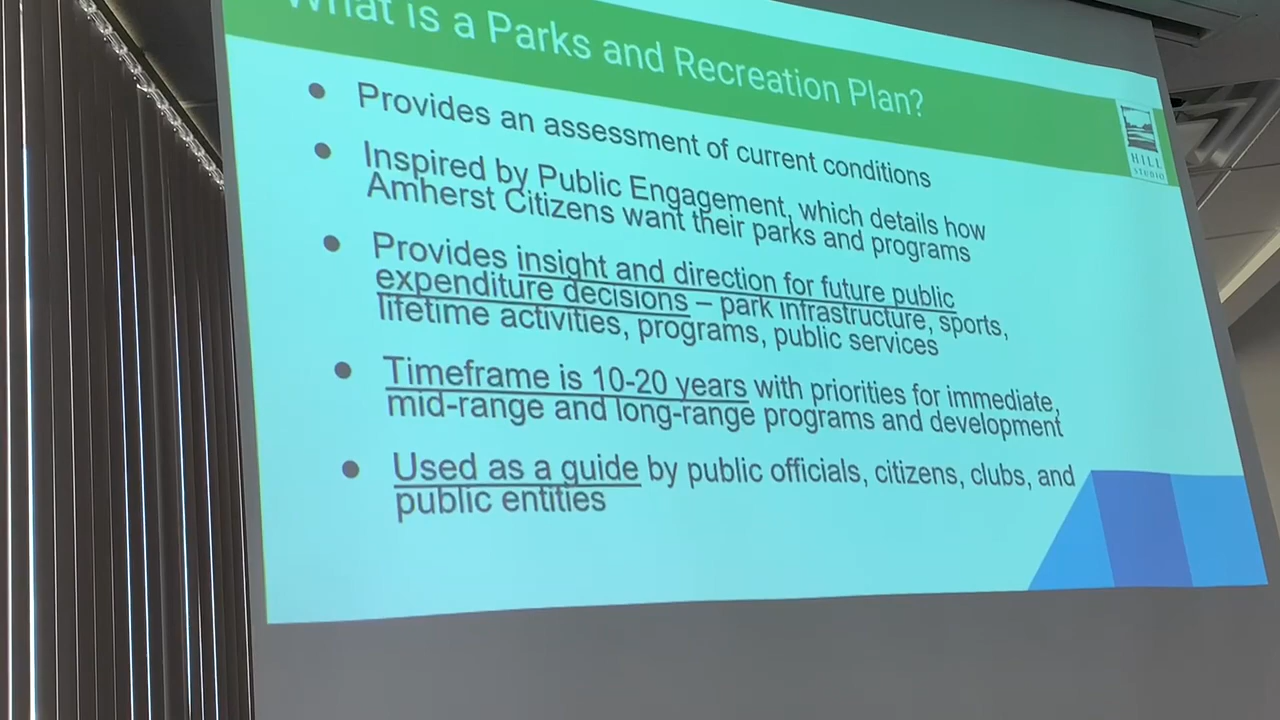 What is a Parks and Recreation Plan?
HILL
STUDIO
• Provides an assessment of current conditions
• Inspired by Public Engagement, which details how
Amherst Citizens want their parks and programs
• Provides insight and direction for future public
expenditure decisions – park infrastructure, sports,
lifetime activities, programs, public services
• Timeframe is 10-20 years with priorities for immediate,
mid-range and long-range programs and development
• Used as a guide by public officials, citizens, clubs, and
public entities